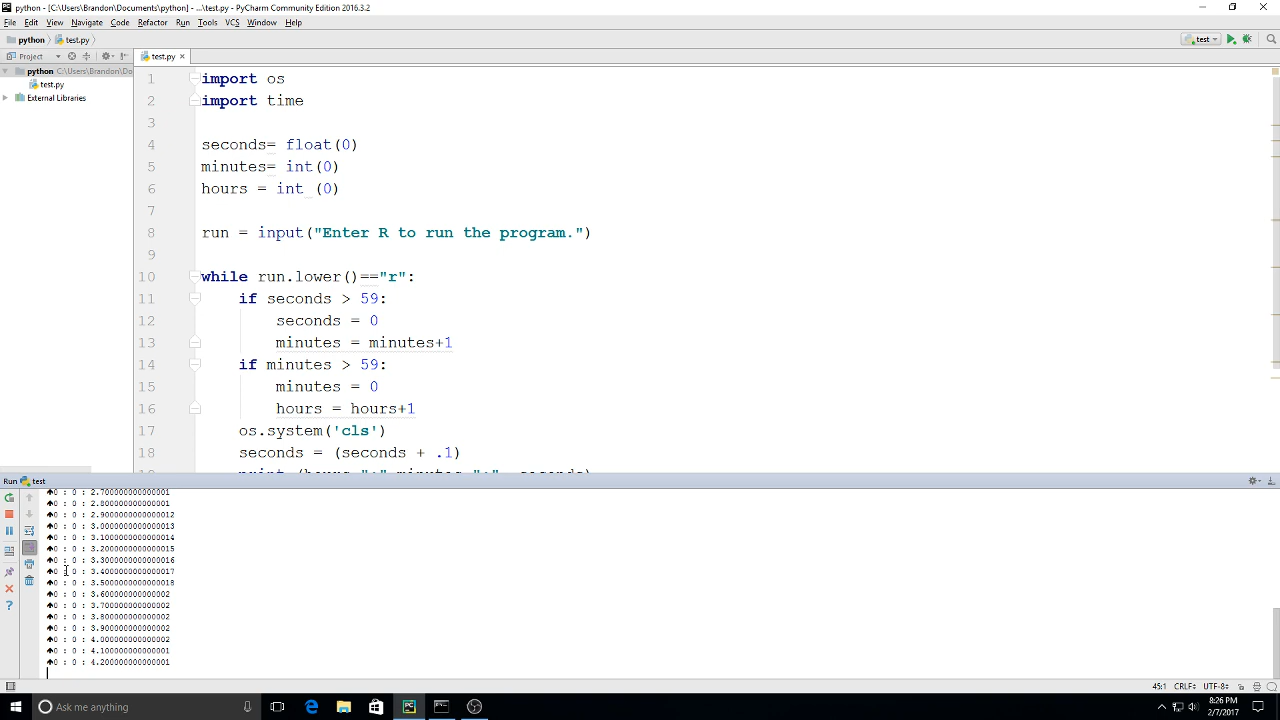 python - [C:\Users\Brandon\Documents\python] - ...\test.py - PyCharm Community Edition 2016.3.2
File Edit View Navigate Code Refactor Run Tools VCS Window Help
python test.py test
Project test.py
python C:\Users\Brandon\Do
test.py
External Libraries
1 import os
2 import time
3
4 seconds= float(0)
5 minutes= int(0)
6 hours = int (0)
7
8 run = input("Enter R to run the program.")
9
10 while run.lower()=="r":
11 if seconds > 59:
12 seconds = 0
13 minutes = minutes+1
14 if minutes > 59:
15 minutes = 0
16 hours = hours+1
17 os.system('cls')
18 seconds = (seconds + .1)
Run test
0 : 0 : 2.700000000000001
0 : 0 : 2.800000000000001
0 : 0 : 2.9000000000000012
0 : 0 : 3.0000000000000013
0 : 0 : 3.1000000000000014
0 : 0 : 3.2000000000000015
0 : 0 : 3.3000000000000016
0 : 0 : 3.4000000000000017
0 : 0 : 3.5000000000000018
0 : 0 : 3.600000000000002
0 : 0 : 3.700000000000002
0 : 0 : 3.800000000000002
0 : 0 : 3.900000000000002
0 : 0 : 4.000000000000002
0 : 0 : 4.100000000000001
0 : 0 : 4.200000000000001
45:1 CRLF÷ UTF-8÷
Ask me anything
8:26 PM
2/7/2017